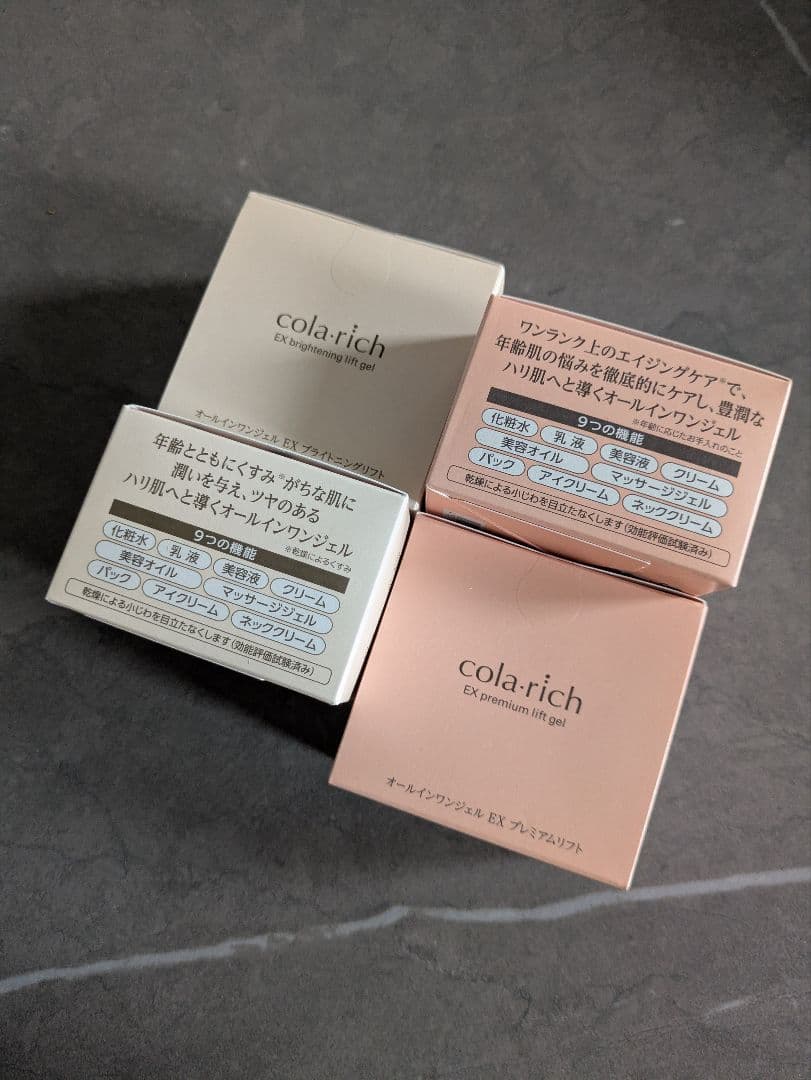 cola·rich
EX brightening lift gel
オールインワンジェル EX ブライトニングリフト
ワンランク上のエイジングケア※で、
年齢肌の悩みを徹底的にケアし、豊潤な
ハリ肌へと導くオールインワンジェル
※年齢に応じたお手入れのこと
9つの機能
化粧水 乳液 美容液 クリーム
美容オイル マッサージジェル
パック アイクリーム ネッククリーム
乾燥による小じわを目立たなくします(効能評価試験済み)
年齢とともにくすみ※がちな肌に
潤いを与え、ツヤのある
ハリ肌へと導くオールインワンジェル
※乾燥によるくすみ
9つの機能
化粧水 乳液 美容液 クリーム
美容オイル マッサージジェル
パック アイクリーム ネッククリーム
乾燥による小じわを目立たなくします(効能評価試験済み)
cola·rich
EX premium lift gel
オールインワンジェル EX プレミアムリフト